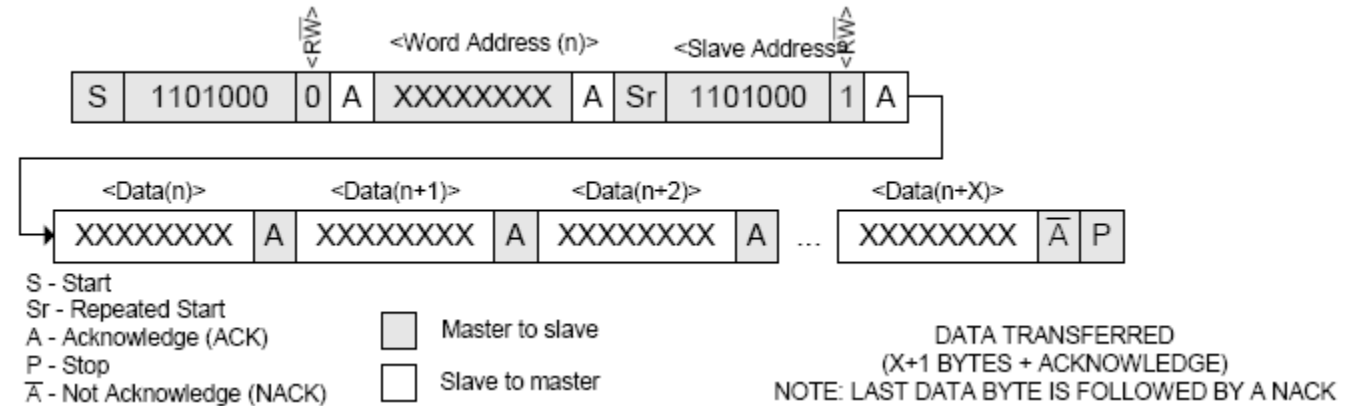 <RW̅> <Word Address (n)> <Slave Address> <RW̅>
S 1101000 0 A XXXXXXXX A Sr 1101000 1 A
<Data(n)> <Data(n+1)> <Data(n+2)> <Data(n+X)>
XXXXXXXX A XXXXXXXX A XXXXXXXX A ... XXXXXXXX A̅ P
S - Start
Sr - Repeated Start
A - Acknowledge (ACK)
P - Stop
A̅ - Not Acknowledge (NACK)
Master to slave
Slave to master
DATA TRANSFERRED
(X+1 BYTES + ACKNOWLEDGE)
NOTE: LAST DATA BYTE IS FOLLOWED BY A NACK